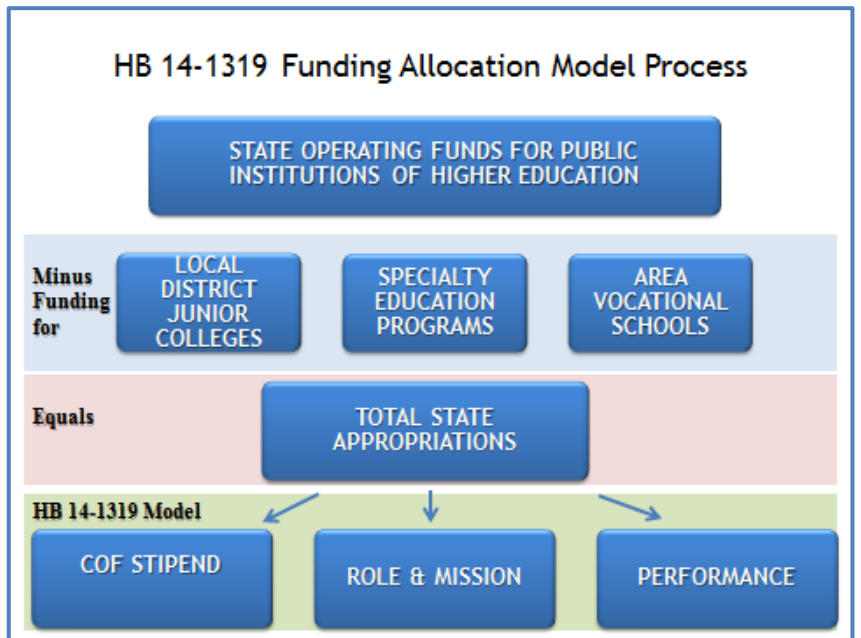 HB 14-1319 Funding Allocation Model Process
STATE OPERATING FUNDS FOR PUBLIC
INSTITUTIONS OF HIGHER EDUCATION
Minus
Funding
for
LOCAL
DISTRICT
JUNIOR
COLLEGES
SPECIALTY
EDUCATION
PROGRAMS
AREA
VOCATIONAL
SCHOOLS
Equals
TOTAL STATE
APPROPRIATIONS
HB 14-1319 Model
COF STIPEND
ROLE & MISSION
PERFORMANCE